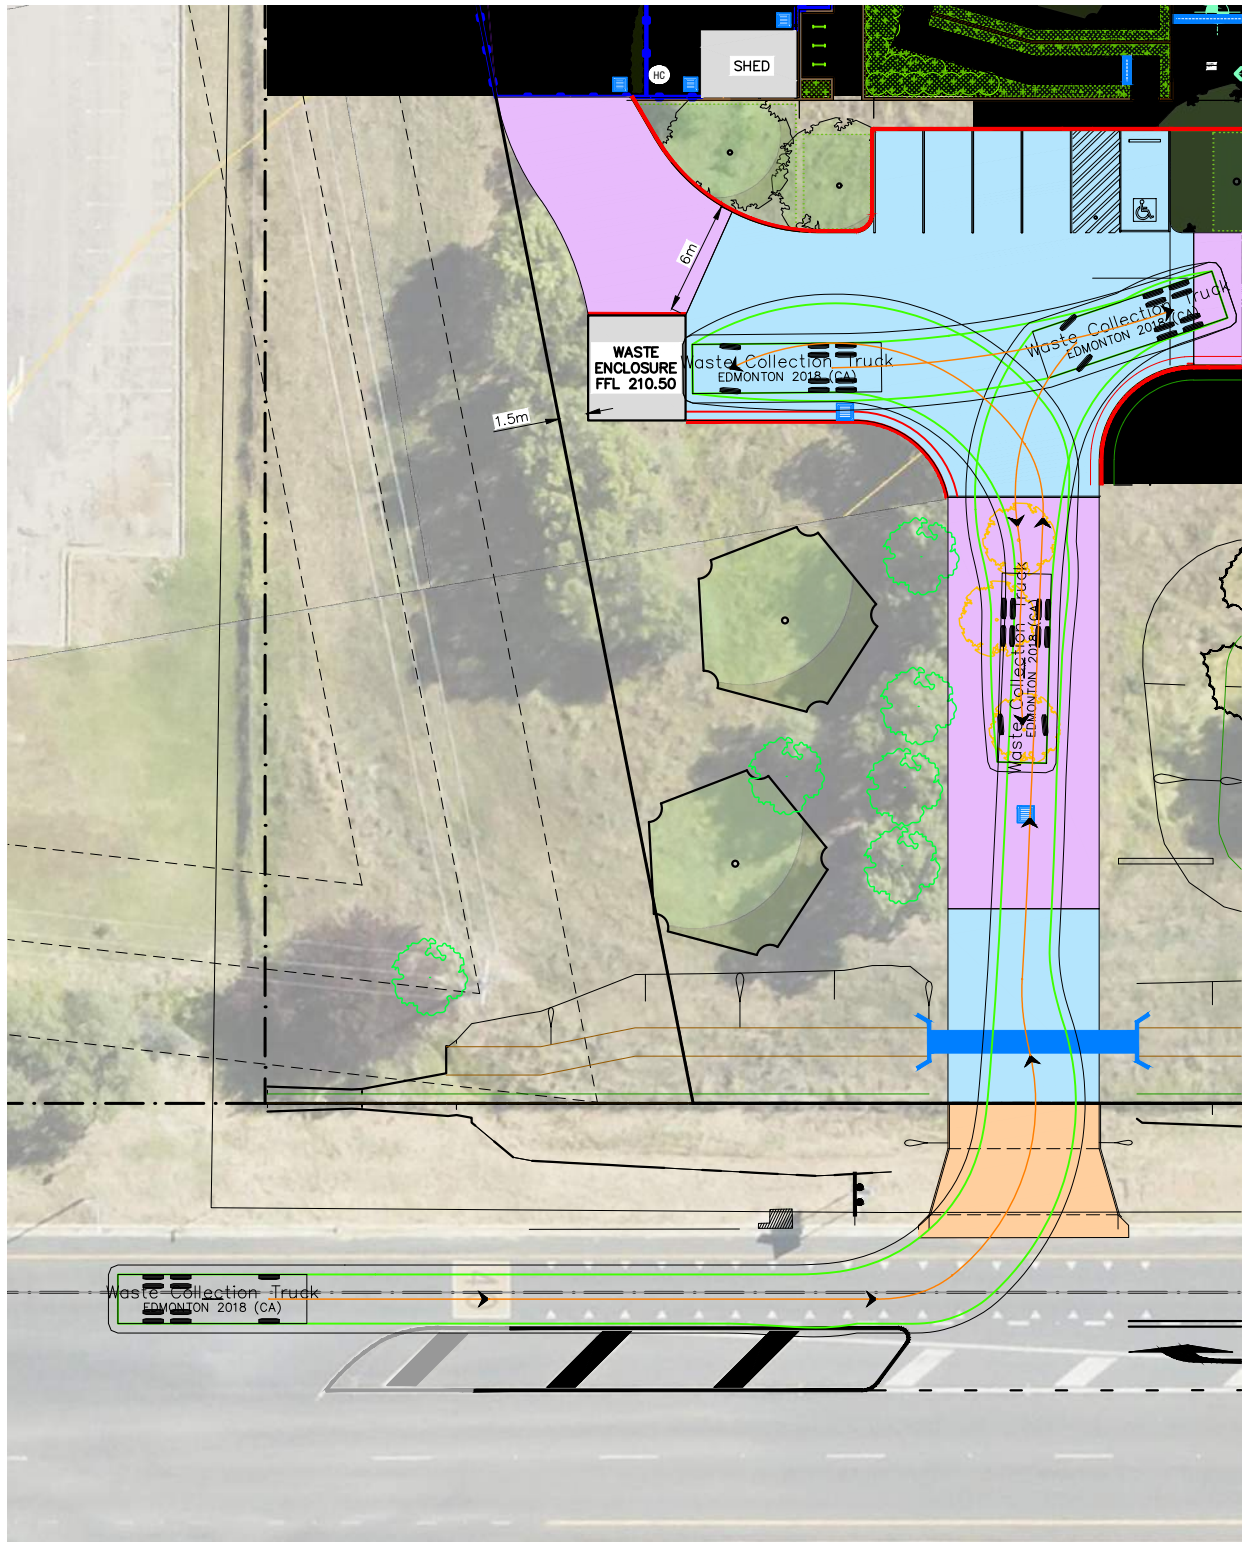 SHED
HC
6m
Waste Collection Truck
EDMONTON 2018 (CA)
WASTE
ENCLOSURE
FFL 210.50
Waste Collection Truck
EDMONTON 2018 (CA)
1.5m
Waste Collection Truck
EDMONTON 2018 (CA)
Waste Collection Truck
EDMONTON 2018 (CA)